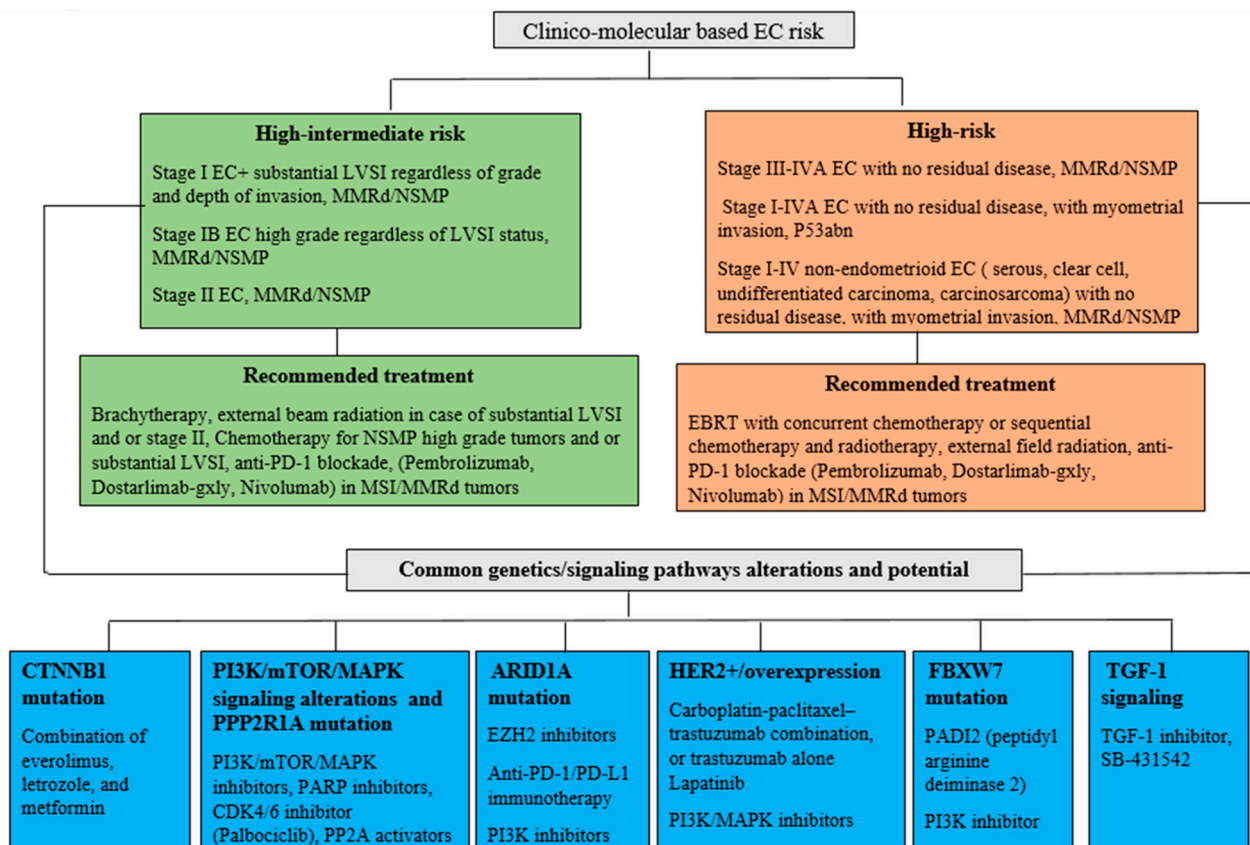 Clinico-molecular based EC risk
High-intermediate risk
Stage I EC+ substantial LVSI regardless of grade
and depth of invasion, MMRd/NSMP
Stage IB EC high grade regardless of LVSI status,
MMRd/NSMP
Stage II EC, MMRd/NSMP
High-risk
Stage III-IVA EC with no residual disease, MMRd/NSMP
Stage I-IVA EC with no residual disease, with myometrial
invasion, P53abn
Stage I-IV non-endometrioid EC ( serous, clear cell,
undifferentiated carcinoma, carcinosarcoma) with no
residual disease, with myometrial invasion, MMRd/NSMP
Recommended treatment
Brachytherapy, external beam radiation in case of substantial LVSI
and or stage II, Chemotherapy for NSMP high grade tumors and or
substantial LVSI, anti-PD-1 blockade, (Pembrolizumab,
Dostarlimab-gxly, Nivolumab) in MSI/MMRd tumors
Recommended treatment
EBRT with concurrent chemotherapy or sequential
chemotherapy and radiotherapy, external field radiation, anti-
PD-1 blockade (Pembrolizumab, Dostarlimab-gxly,
Nivolumab) in MSI/MMRd tumors
Common genetics/signaling pathways alterations and potential
CTNNB1
mutation
Combination of
everolimus,
letrozole, and
metformin
PI3K/mTOR/MAPK
signaling alterations and
PPP2R1A mutation
PI3K/mTOR/MAPK
inhibitors, PARP inhibitors,
CDK4/6 inhibitor
(Palbociclib), PP2A activators
ARID1A
mutation
EZH2 inhibitors
Anti-PD-1/PD-L1
immunotherapy
PI3K inhibitors
HER2+/overexpression
Carboplatin-paclitaxel–
trastuzumab combination,
or trastuzumab alone
Lapatinib
PI3K/MAPK inhibitors
FBXW7
mutation
PADI2 (peptidyl
arginine
deiminase 2)
PI3K inhibitor
TGF-1
signaling
TGF-1 inhibitor,
SB-431542